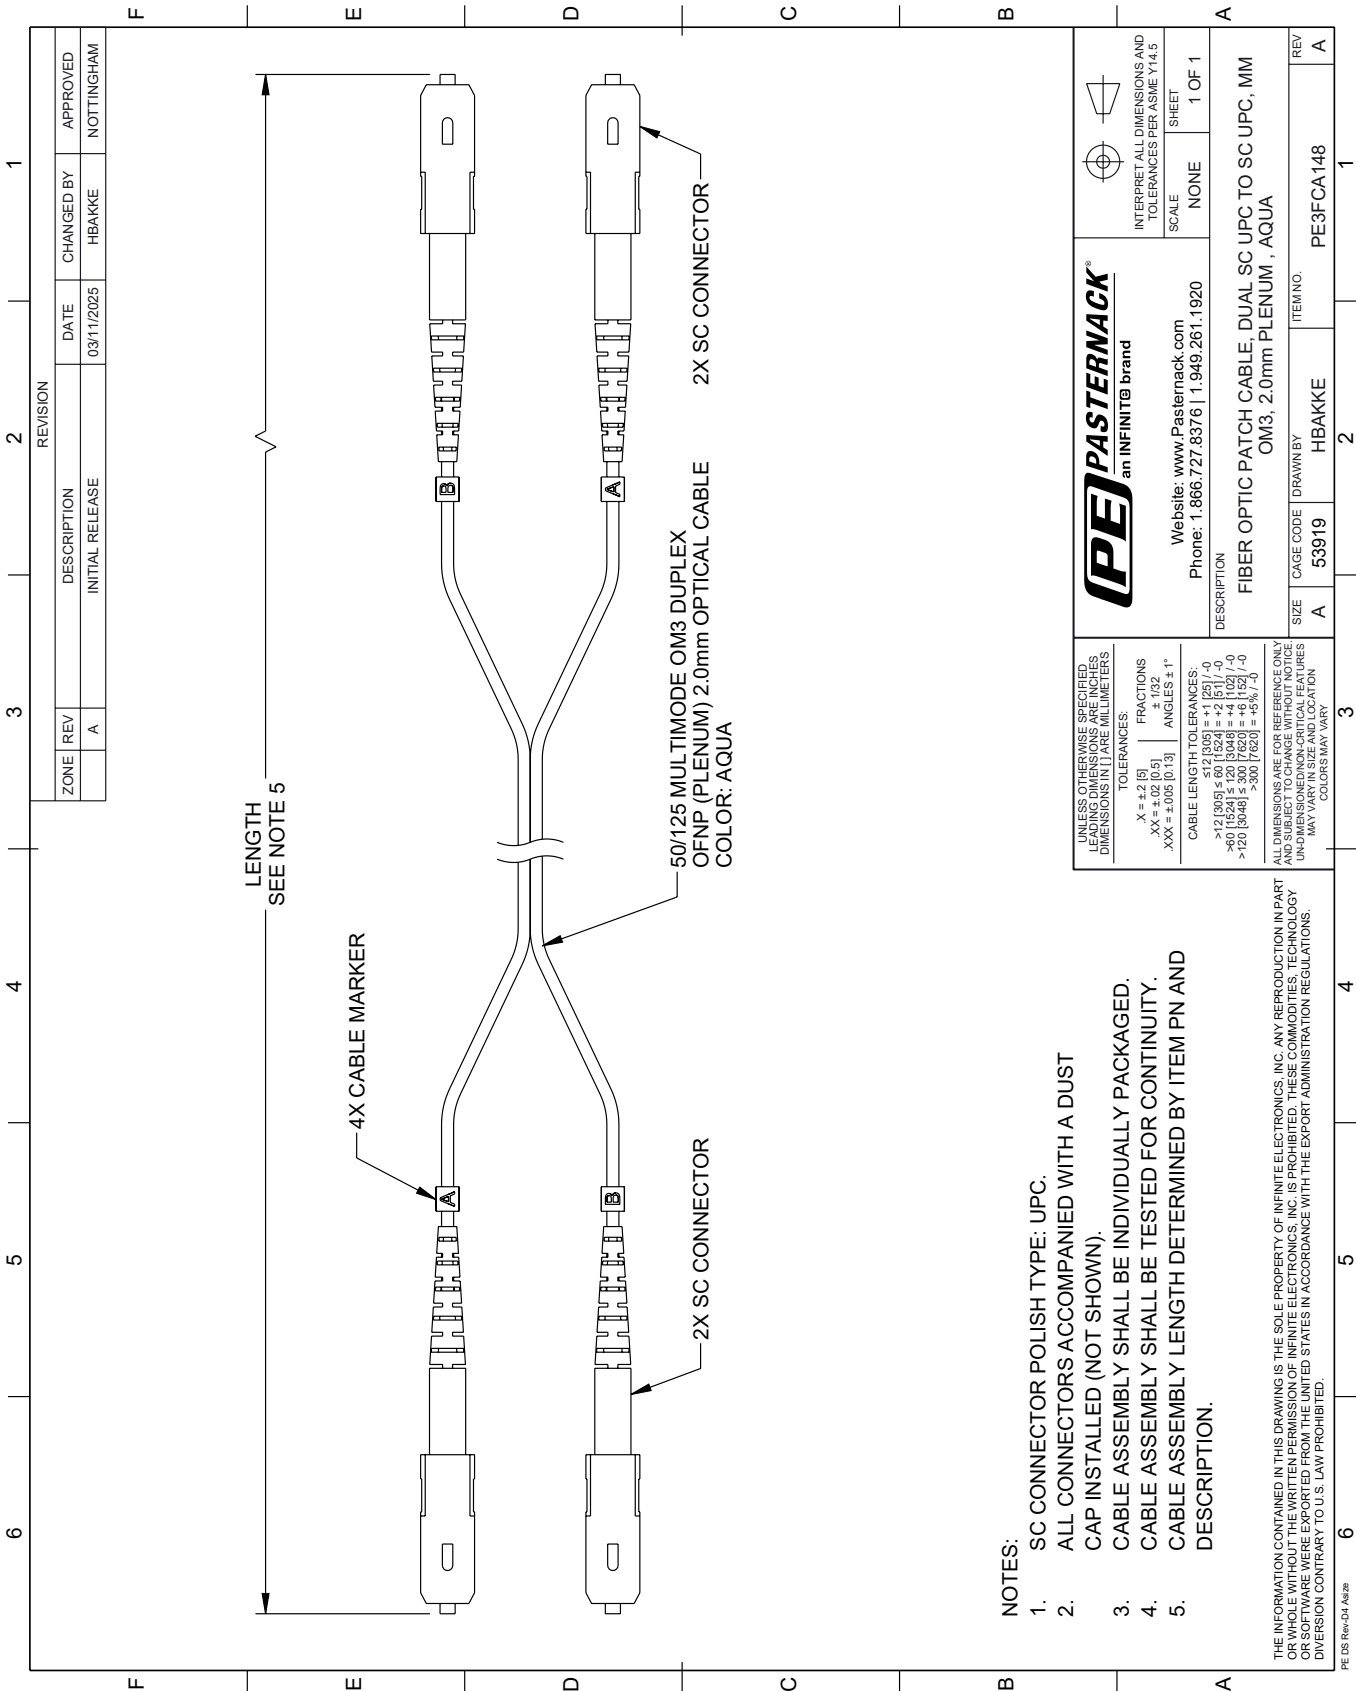 6
5
4
3
2
1
F
E
D
C
B
A
REVISION
ZONE REV DESCRIPTION DATE CHANGED BY APPROVED
A INITIAL RELEASE 03/11/2025 HBAKKE NOTTINGHAM
LENGTH
SEE NOTE 5
4X CABLE MARKER
A
B
B
A
2X SC CONNECTOR
2X SC CONNECTOR
50/125 MULTIMODE OM3 DUPLEX
OFNP (PLENUM) 2.0mm OPTICAL CABLE
COLOR: AQUA
NOTES:
1. SC CONNECTOR POLISH TYPE: UPC.
2. ALL CONNECTORS ACCOMPANIED WITH A DUST
CAP INSTALLED (NOT SHOWN).
3. CABLE ASSEMBLY SHALL BE INDIVIDUALLY PACKAGED.
4. CABLE ASSEMBLY SHALL BE TESTED FOR CONTINUITY.
5. CABLE ASSEMBLY LENGTH DETERMINED BY ITEM PN AND
DESCRIPTION.
THE INFORMATION CONTAINED IN THIS DRAWING IS THE SOLE PROPERTY OF INFINITE ELECTRONICS, INC. ANY REPRODUCTION IN PART
OR WHOLE WITHOUT THE WRITTEN PERMISSION OF INFINITE ELECTRONICS, INC. IS PROHIBITED. THESE COMMODITIES, TECHNOLOGY
OR SOFTWARE WERE EXPORTED FROM THE UNITED STATES IN ACCORDANCE WITH THE EXPORT ADMINISTRATION REGULATIONS.
DIVERSION CONTRARY TO U.S. LAW PROHIBITED.
UNLESS OTHERWISE SPECIFIED
LEADING DIMENSIONS ARE INCHES
DIMENSIONS IN [ ] ARE MILLIMETERS
TOLERANCES:
.X = ±.2 [5] FRACTIONS
.XX = ±.02 [0.5] ± 1/32
.XXX = ±.005 [0.13] ANGLES ± 1°
CABLE LENGTH TOLERANCES:
≤12 [305] = +1 [25] / -0
>12 [305] ≤ 60 [1524] = +2 [51] / -0
>60 [1524] ≤ 120 [3048] = +4 [102] / -0
>120 [3048] ≤ 300 [7620] = +6 [152] / -0
>300 [7620] = +5% / -0
ALL DIMENSIONS ARE FOR REFERENCE ONLY
AND SUBJECT TO CHANGE WITHOUT NOTICE.
UN-DIMENSIONED/NON-CRITICAL FEATURES
MAY VARY IN SIZE AND LOCATION
COLORS MAY VARY
PE PASTERNACK®
an INFINIT@ brand
Website: www.Pasternack.com
Phone: 1.866.727.8376 | 1.949.261.1920
INTERPRET ALL DIMENSIONS AND
TOLERANCES PER ASME Y14.5
SCALE SHEET
NONE 1 OF 1
DESCRIPTION
FIBER OPTIC PATCH CABLE, DUAL SC UPC TO SC UPC, MM
OM3, 2.0mm PLENUM , AQUA
SIZE CAGE CODE DRAWN BY ITEM NO. REV
A 53919 HBAKKE PE3FCA148 A
F
E
D
C
B
A
6
5
4
3
2
1
PE DS Rev-D4 Asize